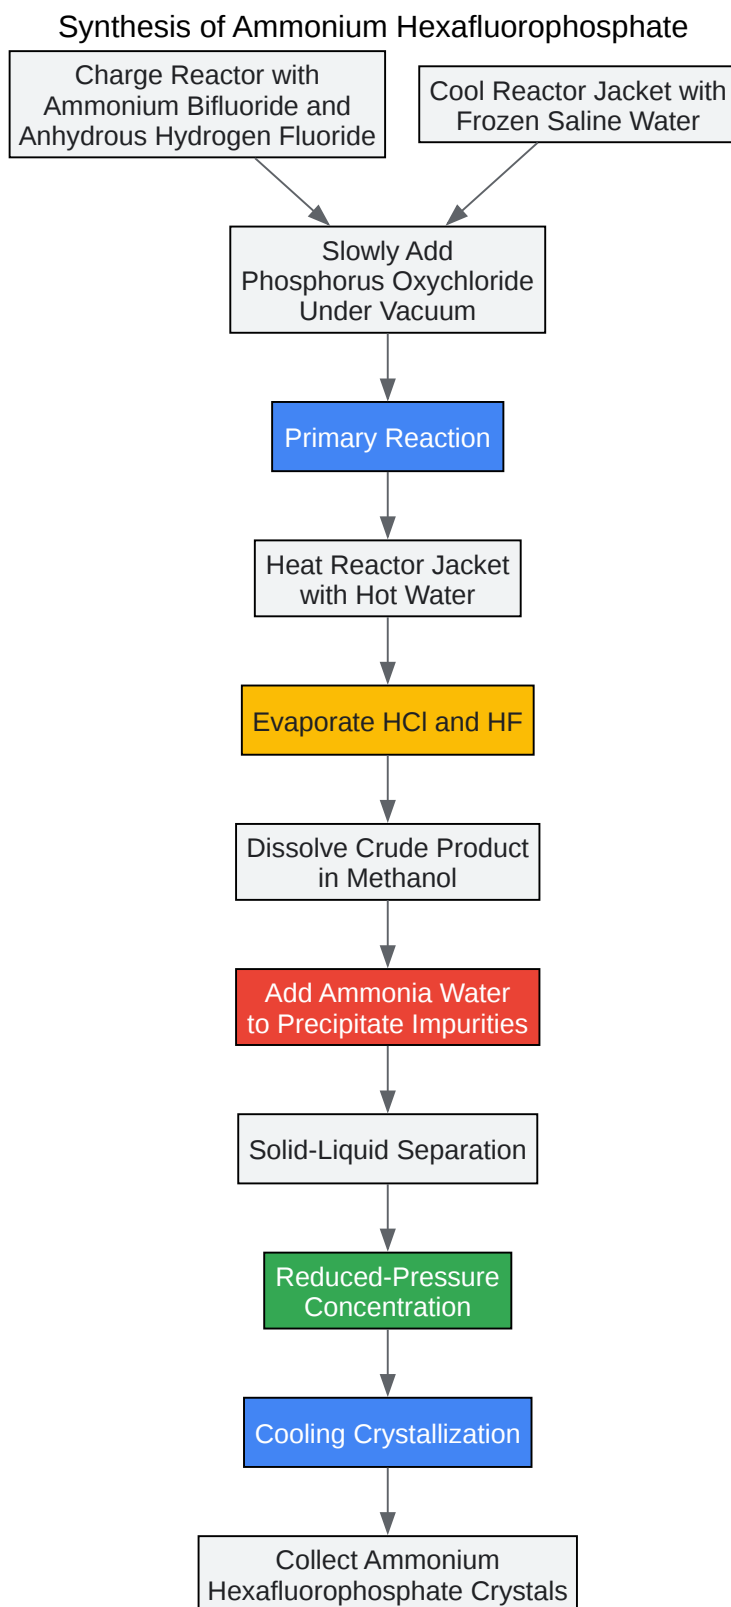 Synthesis of Ammonium Hexafluorophosphate
Charge Reactor with
Ammonium Bifluoride and
Anhydrous Hydrogen Fluoride
Cool Reactor Jacket with
Frozen Saline Water
Slowly Add
Phosphorus Oxychloride
Under Vacuum
Primary Reaction
Heat Reactor Jacket
with Hot Water
Evaporate HCl and HF
Dissolve Crude Product
in Methanol
Add Ammonia Water
to Precipitate Impurities
Solid-Liquid Separation
Reduced-Pressure
Concentration
Cooling Crystallization
Collect Ammonium
Hexafluorophosphate Crystals